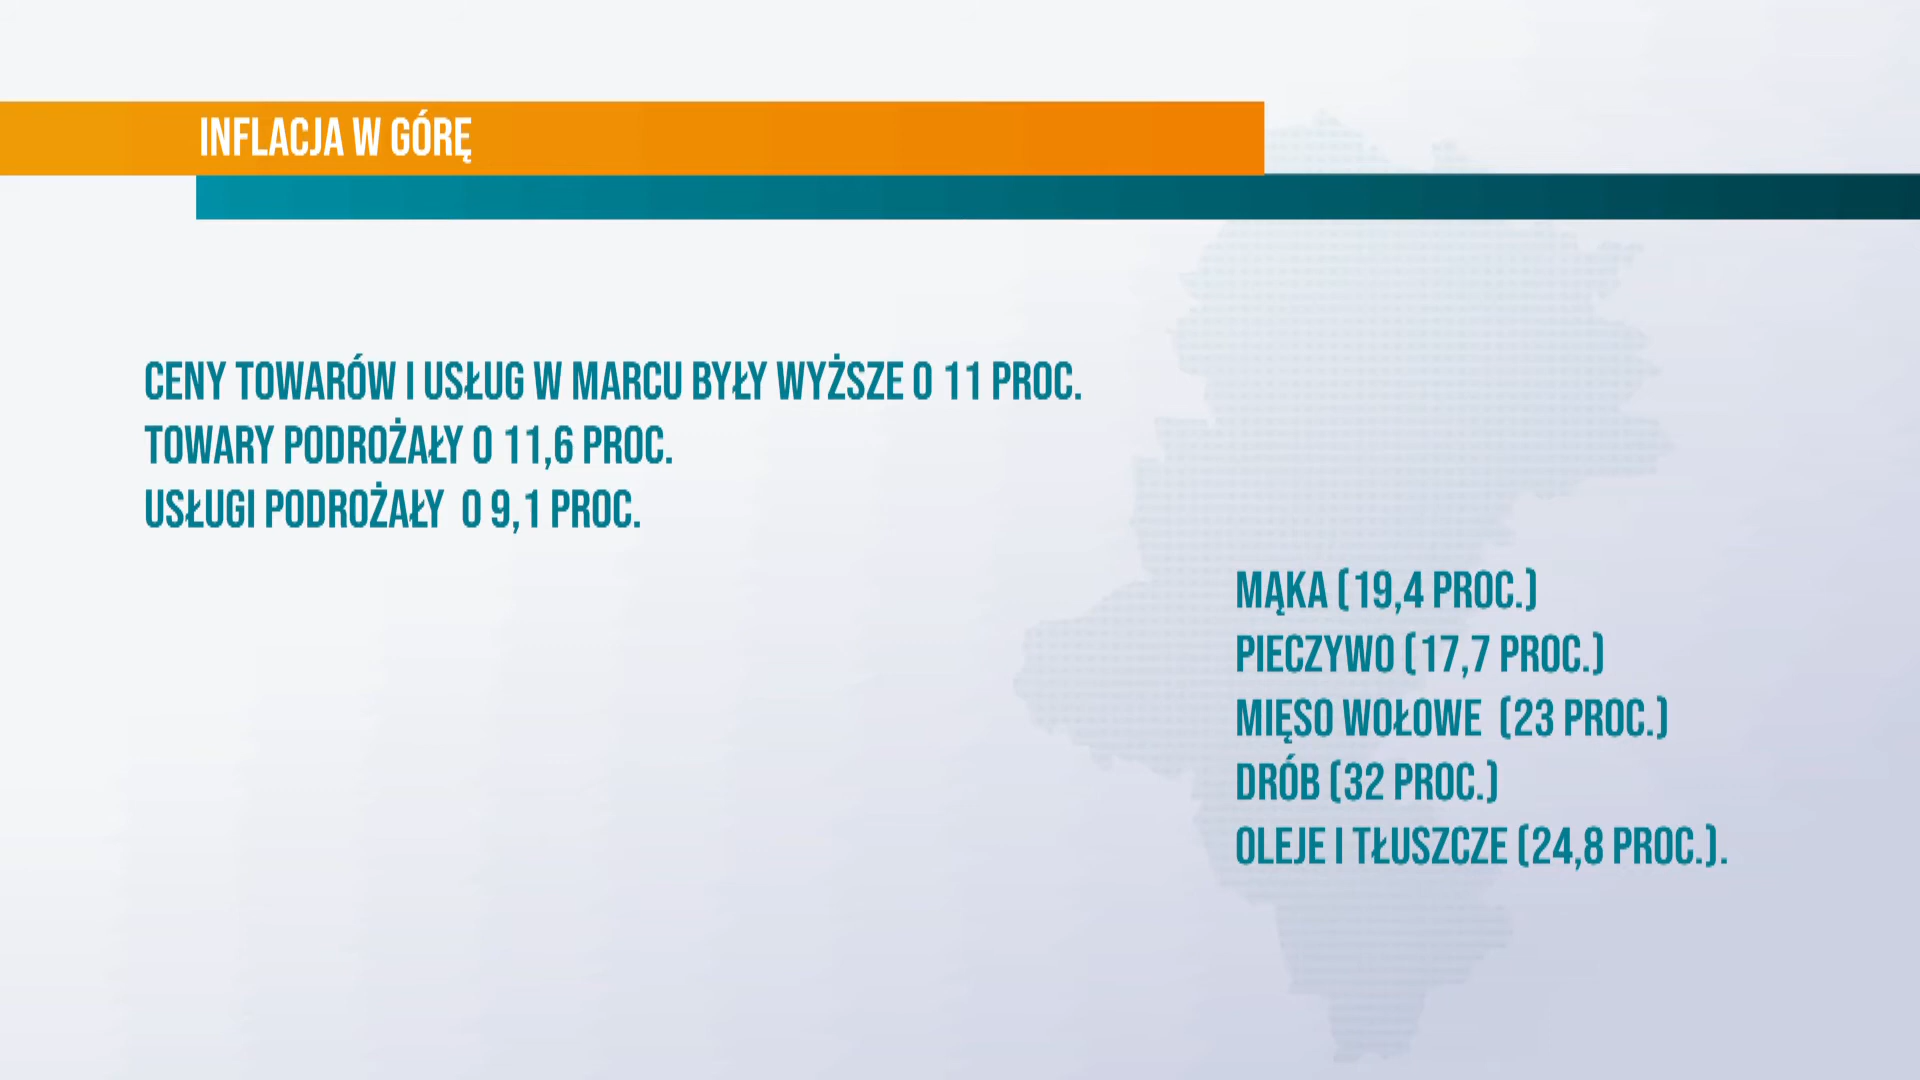 INFLACJA W GÓRĘ
CENY TOWARÓW I USŁUG W MARCU BYŁY WYŻSZE O 11 PROC.
TOWARY PODROŻAŁY O 11,6 PROC.
USŁUGI PODROŻAŁY O 9,1 PROC.
MĄKA (19,4 PROC.)
PIECZYWO (17,7 PROC.)
MIĘSO WOŁOWE (23 PROC.)
DRÓB (32 PROC.)
OLEJE I TŁUSZCZE (24,8 PROC.).